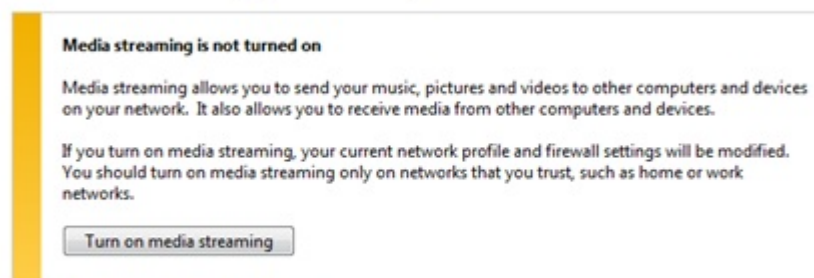 Media streaming is not turned on
Media streaming allows you to send your music, pictures and videos to other computers and devices
on your network. It also allows you to receive media from other computers and devices.
If you turn on media streaming, your current network profile and firewall settings will be modified.
You should turn on media streaming only on networks that you trust, such as home or work
networks.
Turn on media streaming